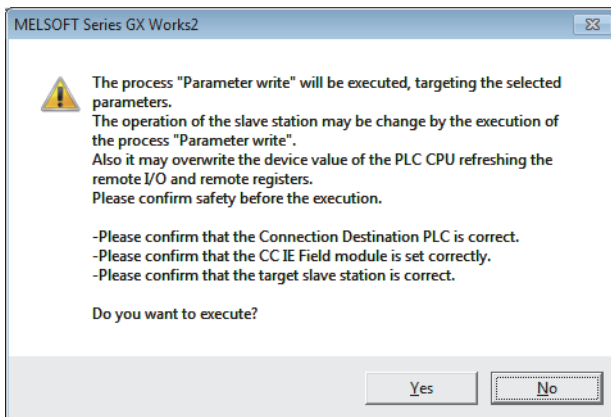 MELSOFT Series GX Works2
The process "Parameter write" will be executed, targeting the selected
parameters.
The operation of the slave station may be change by the execution of
the process "Parameter write".
Also it may overwrite the device value of the PLC CPU refreshing the
remote I/O and remote registers.
Please confirm safety before the execution.
-Please confirm that the Connection Destination PLC is correct.
-Please confirm that the CC IE Field module is set correctly.
-Please confirm that the target slave station is correct.
Do you want to execute?
Yes
No